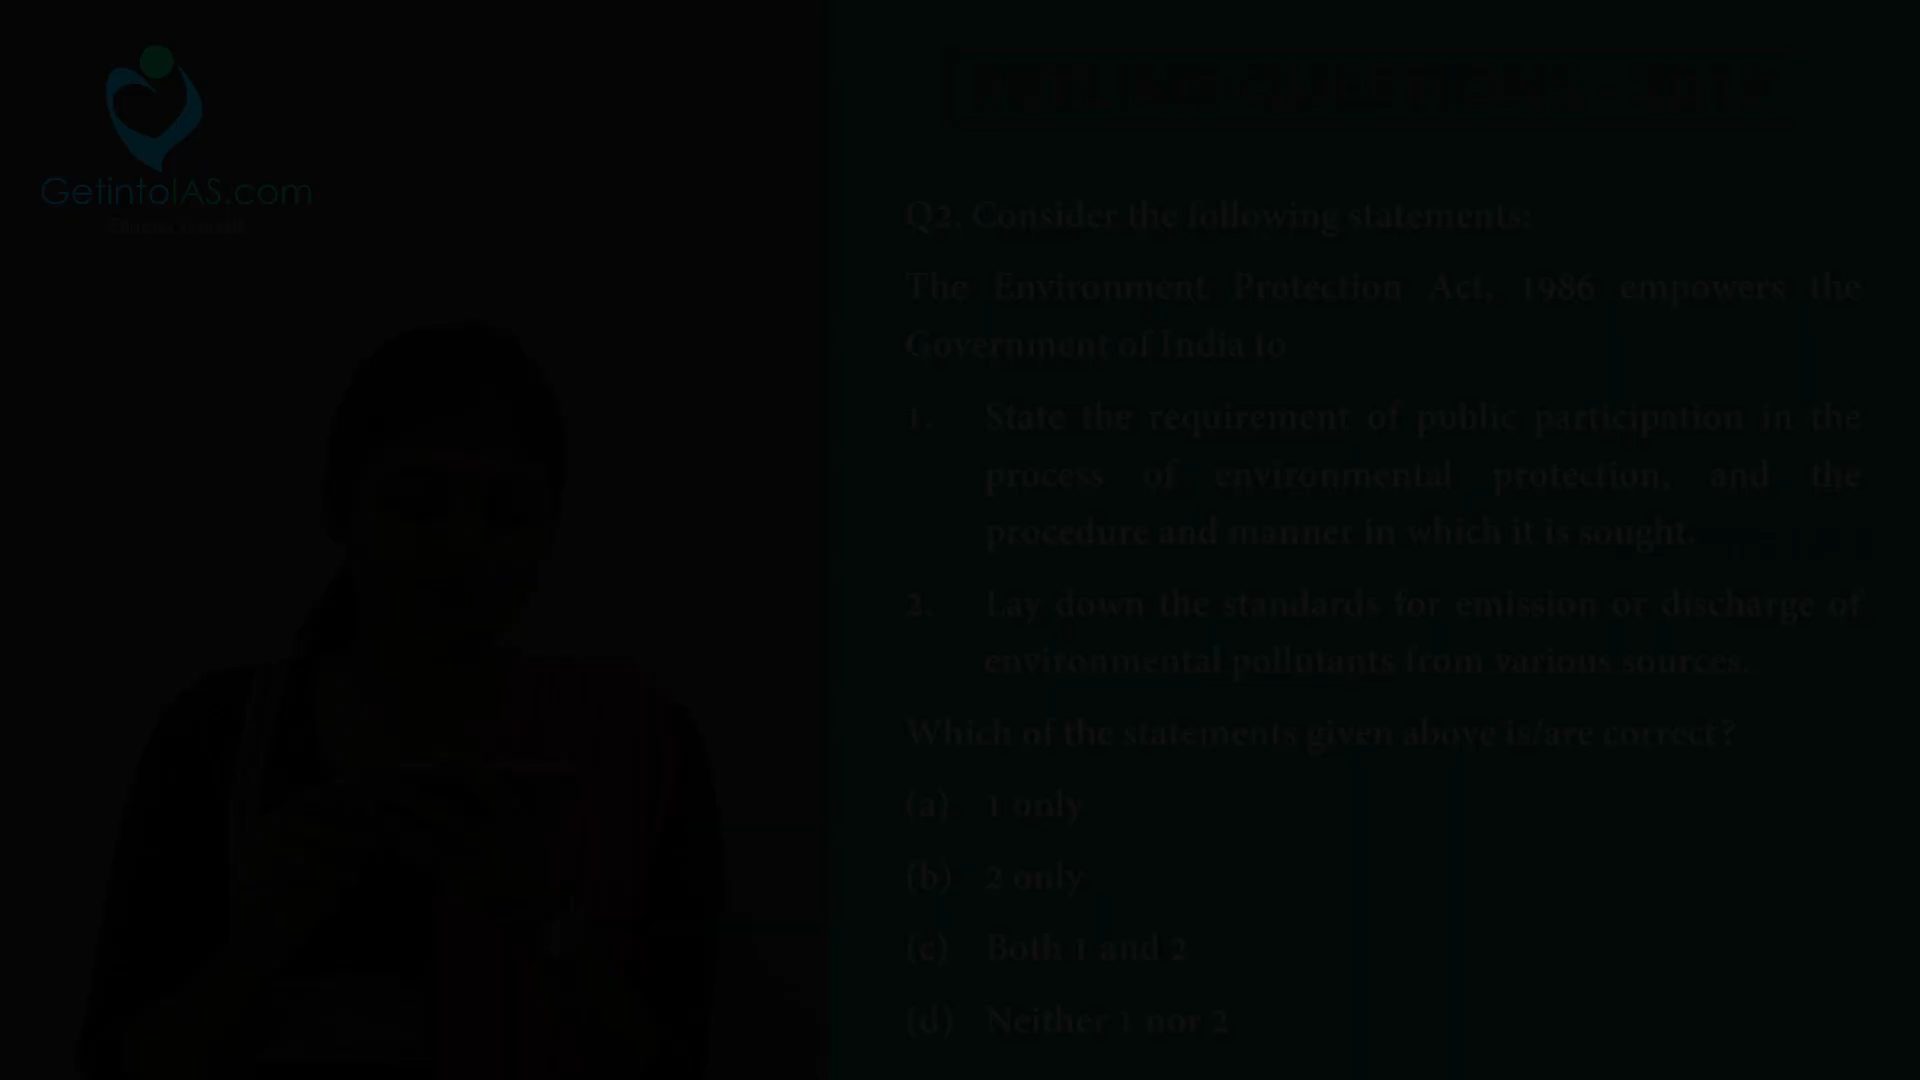 GetintoIAS.com
Q2. Consider the following statements:
The Environment Protection Act, 1986 empowers the
Government of India to
1. State the requirement of public participation in the
process of environmental protection, and the
procedure and manner in which it is sought.
2. Lay down the standards for emission or discharge of
environmental pollutants from various sources.
Which of the statements given above is/are correct?
(a) 1 only
(b) 2 only
(c) Both 1 and 2
(d) Neither 1 nor 2